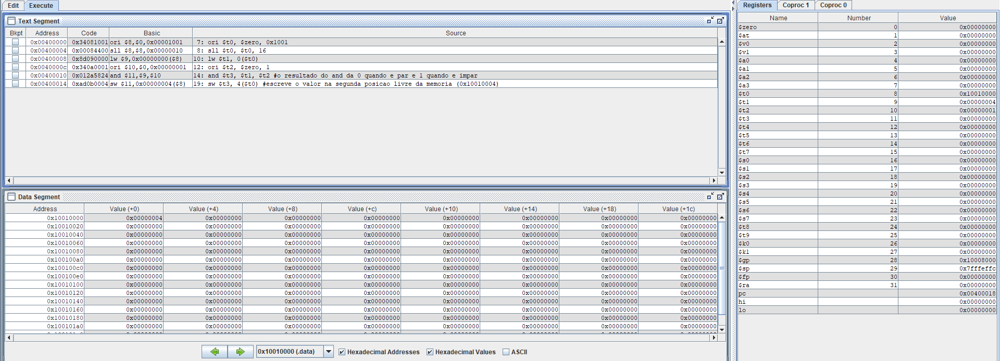 Edit Execute
Text Segment
Bkpt Address Code Basic Source
0x00400000 0x34081001 ori $8,$0,0x00001001 7: ori $t0, $zero, 0x1001
0x00400004 0x00084400 sll $8,$8,0x00000010 8: sll $t0, $t0, 16
0x00400008 0x8d090000 lw $9,0x00000000($8) 10: lw $t1, 0($t0)
0x0040000c 0x340a0001 ori $10,$0,0x00000001 12: ori $t2, $zero, 1
0x00400010 0x012a5824 and $11,$9,$10 14: and $t3, $t1, $t2 #o resultado do and da 0 quando e par e 1 quando e impar
0x00400014 0xad0b0004 sw $11,0x00000004($8) 19: sw $t3, 4($t0) #escreve o valor na segunda posicao livre da memoria (0x10010004)
Data Segment
Address Value (+0) Value (+4) Value (+8) Value (+c) Value (+10) Value (+14) Value (+18) Value (+1c)
0x10010000 0x00000004 0x00000000 0x00000000 0x00000000 0x00000000 0x00000000 0x00000000 0x00000000
0x10010020 0x00000000 0x00000000 0x00000000 0x00000000 0x00000000 0x00000000 0x00000000 0x00000000
0x10010040 0x00000000 0x00000000 0x00000000 0x00000000 0x00000000 0x00000000 0x00000000 0x00000000
0x10010060 0x00000000 0x00000000 0x00000000 0x00000000 0x00000000 0x00000000 0x00000000 0x00000000
0x10010080 0x00000000 0x00000000 0x00000000 0x00000000 0x00000000 0x00000000 0x00000000 0x00000000
0x100100a0 0x00000000 0x00000000 0x00000000 0x00000000 0x00000000 0x00000000 0x00000000 0x00000000
0x100100c0 0x00000000 0x00000000 0x00000000 0x00000000 0x00000000 0x00000000 0x00000000 0x00000000
0x100100e0 0x00000000 0x00000000 0x00000000 0x00000000 0x00000000 0x00000000 0x00000000 0x00000000
0x10010100 0x00000000 0x00000000 0x00000000 0x00000000 0x00000000 0x00000000 0x00000000 0x00000000
0x10010120 0x00000000 0x00000000 0x00000000 0x00000000 0x00000000 0x00000000 0x00000000 0x00000000
0x10010140 0x00000000 0x00000000 0x00000000 0x00000000 0x00000000 0x00000000 0x00000000 0x00000000
0x10010160 0x00000000 0x00000000 0x00000000 0x00000000 0x00000000 0x00000000 0x00000000 0x00000000
0x10010180 0x00000000 0x00000000 0x00000000 0x00000000 0x00000000 0x00000000 0x00000000 0x00000000
0x100101a0 0x00000000 0x00000000 0x00000000 0x00000000 0x00000000 0x00000000 0x00000000 0x00000000
0x10010000 (.data) Hexadecimal Addresses Hexadecimal Values ASCII
Registers Coproc 1 Coproc 0
Name Number Value
$zero 0 0x00000000
$at 1 0x00000000
$v0 2 0x00000000
$v1 3 0x00000000
$a0 4 0x00000000
$a1 5 0x00000000
$a2 6 0x00000000
$a3 7 0x00000000
$t0 8 0x10010000
$t1 9 0x00000004
$t2 10 0x00000001
$t3 11 0x00000000
$t4 12 0x00000000
$t5 13 0x00000000
$t6 14 0x00000000
$t7 15 0x00000000
$s0 16 0x00000000
$s1 17 0x00000000
$s2 18 0x00000000
$s3 19 0x00000000
$s4 20 0x00000000
$s5 21 0x00000000
$s6 22 0x00000000
$s7 23 0x00000000
$t8 24 0x00000000
$t9 25 0x00000000
$k0 26 0x00000000
$k1 27 0x00000000
$gp 28 0x10008000
$sp 29 0x7fffeffc
$fp 30 0x00000000
$ra 31 0x00000000
pc 0x00400018
hi 0x00000000
lo 0x00000000